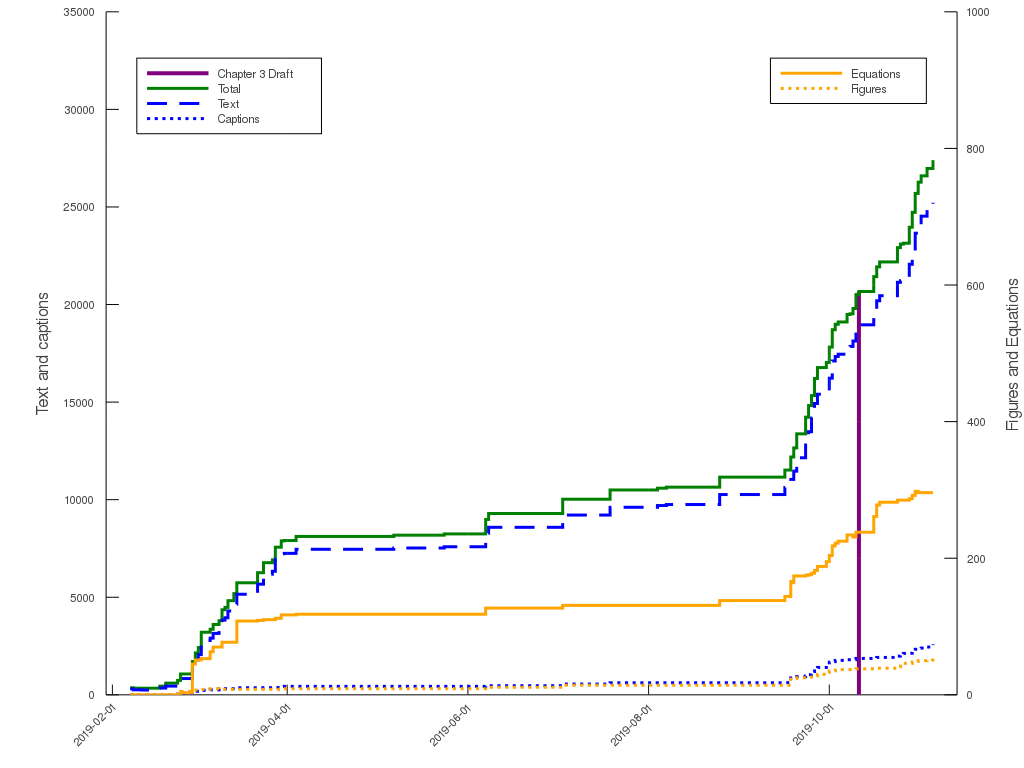 35000
30000
25000
20000
15000
10000
5000
0
Text and captions
Chapter 3 Draft
Total
Text
Captions
Equations
Figures
1000
800
600
400
200
0
Figures and Equations
2019-02-01
2019-04-01
2019-06-01
2019-08-01
2019-10-01